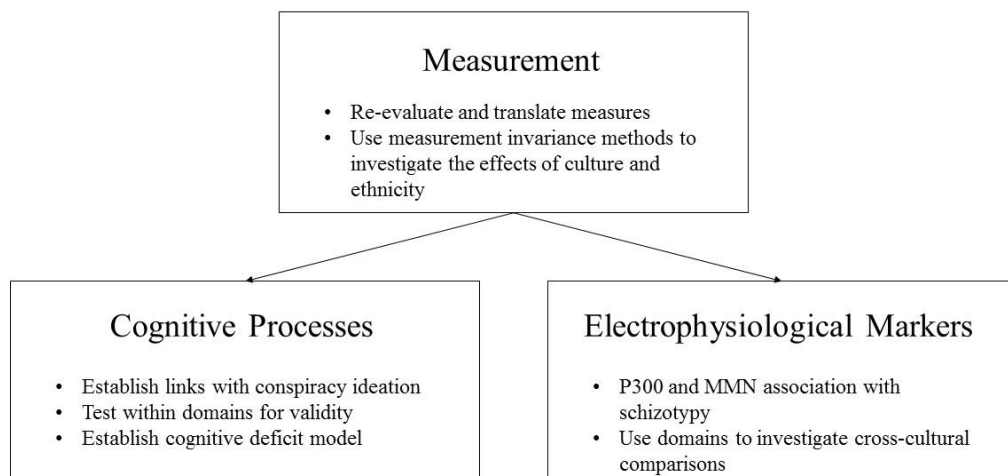 Measurement
• Re-evaluate and translate measures
• Use measurement invariance methods to
investigate the effects of culture and
ethnicity
Cognitive Processes
• Establish links with conspiracy ideation
• Test within domains for validity
• Establish cognitive deficit model
Electrophysiological Markers
• P300 and MMN association with
schizotypy
• Use domains to investigate cross-cultural
comparisons